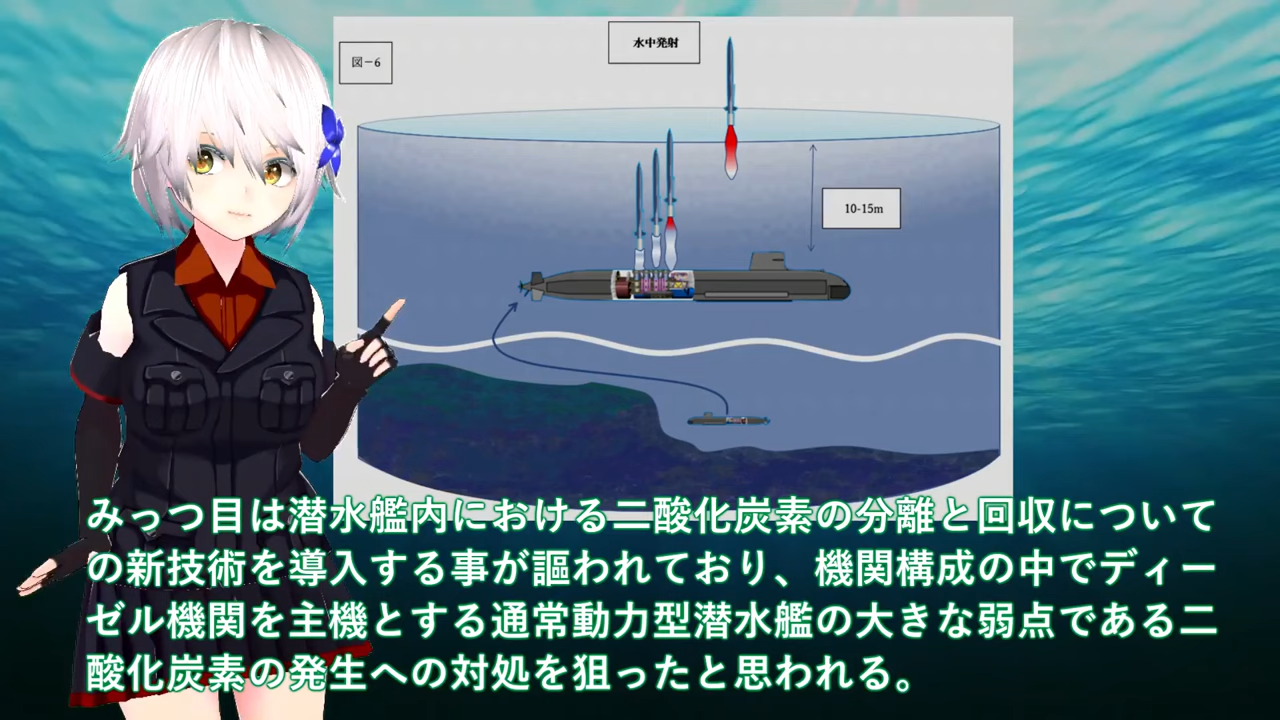 水中発射
図－6
10-15m
みっつ目は潜水艦内における二酸化炭素の分離と回収について
の新技術を導入する事が謳われており、機関構成の中でディー
ゼル機関を主機とする通常動力型潜水艦の大きな弱点である二
酸化炭素の発生への対処を狙ったと思われる。